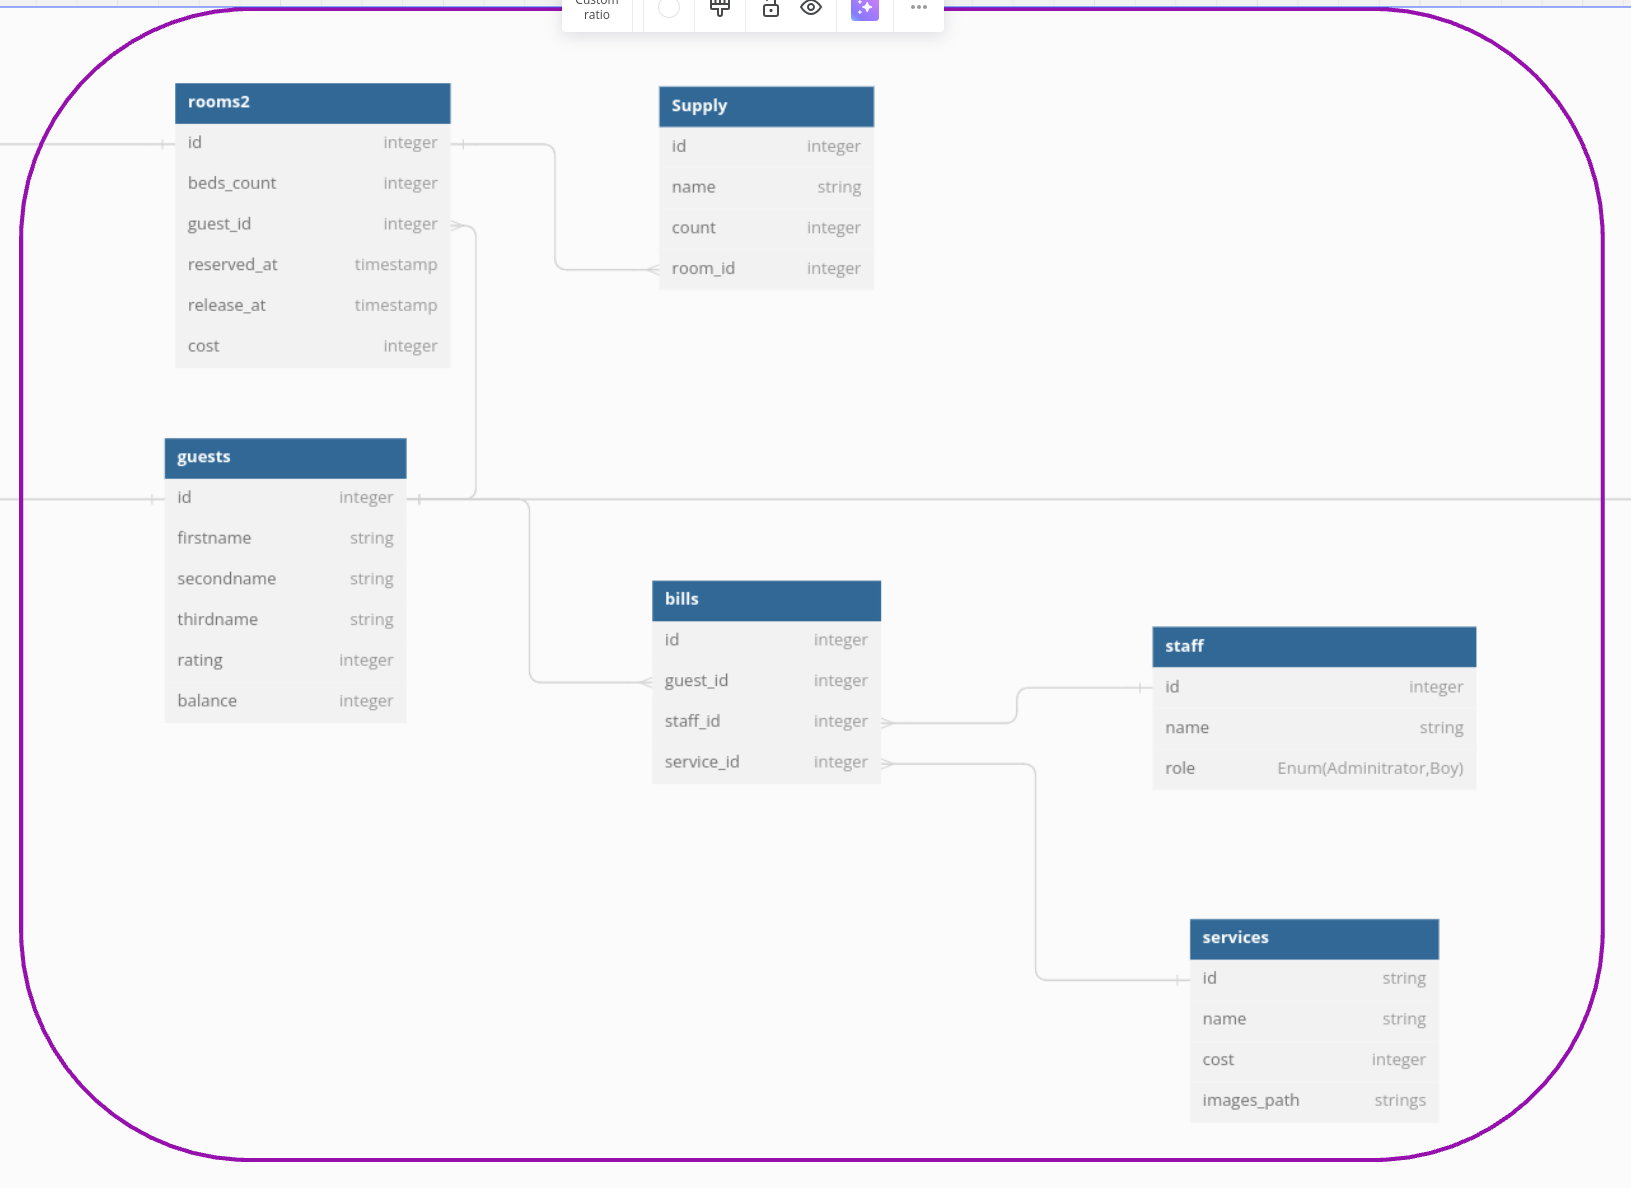 Custom
ratio
rooms2
id integer
beds_count integer
guest_id integer
reserved_at timestamp
release_at timestamp
cost integer
Supply
id integer
name string
count integer
room_id integer
guests
id integer
firstname string
secondname string
thirdname string
rating integer
balance integer
bills
id integer
guest_id integer
staff_id integer
service_id integer
staff
id integer
name string
role Enum(Adminitrator,Boy)
services
id string
name string
cost integer
images_path strings